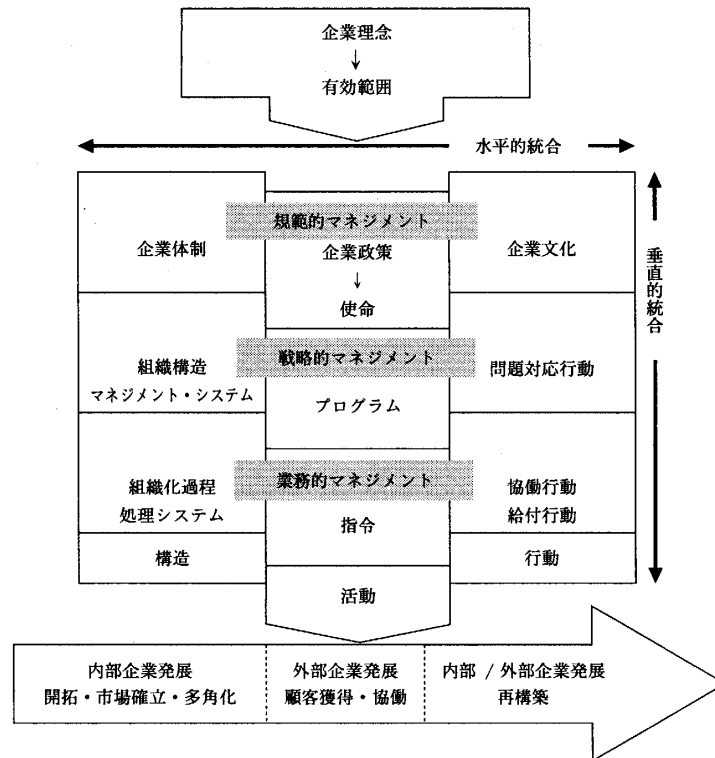 企業理念
↓
有効範囲
水平的統合
規範的マネジメント
企業体制
企業政策
↓
使命
企業文化
垂直的統合
戦略的マネジメント
組織構造
マネジメント・システム
プログラム
問題対応行動
業務的マネジメント
組織化過程
処理システム
指令
協働行動
給付行動
構造
活動
行動
内部企業発展
開拓・市場確立・多角化
外部企業発展
顧客獲得・協働
内部 / 外部企業発展
再構築